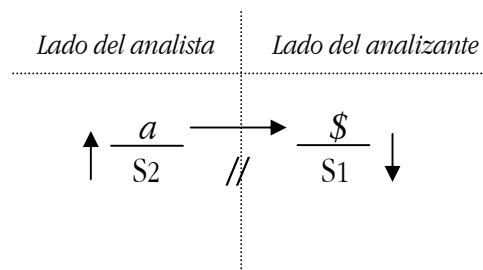 Lado del analista Lado del analizante
a $
S2 // S1